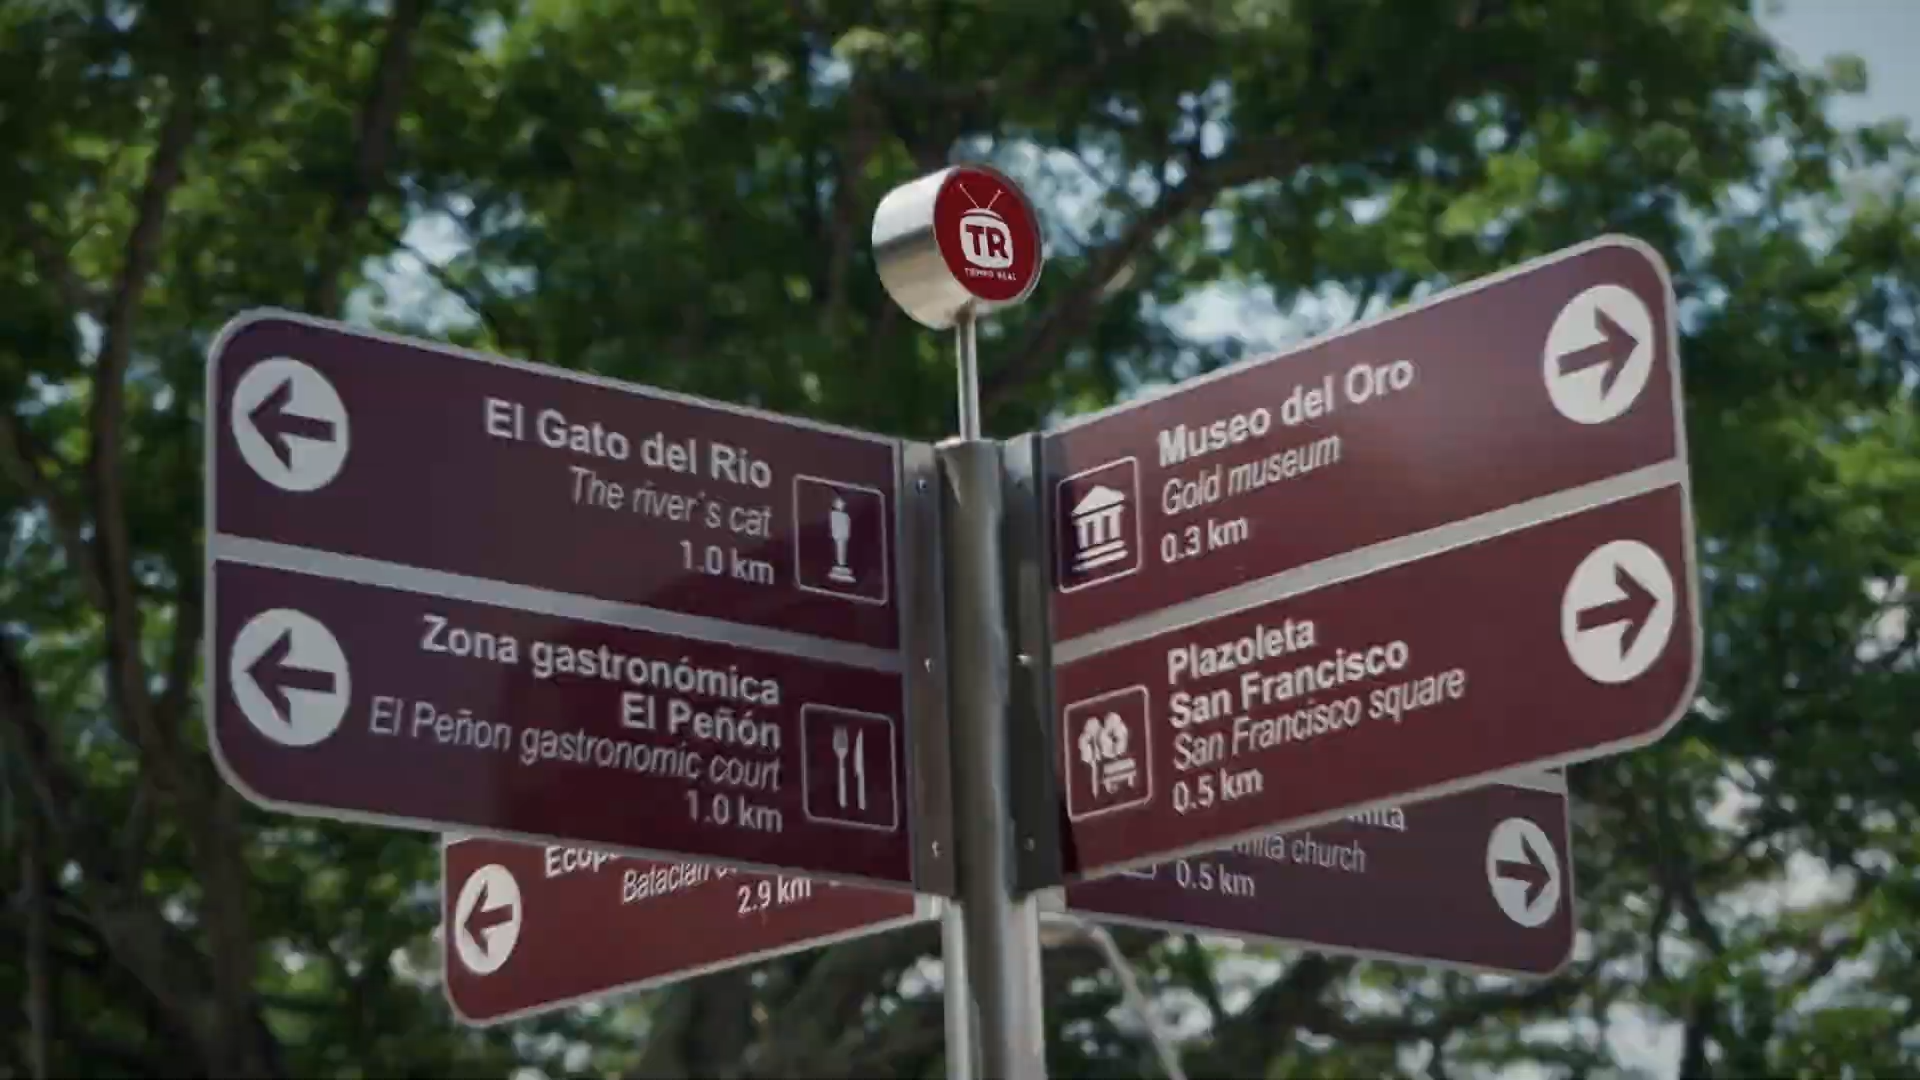 TR
TIEMPO REAL
El Gato del Río
The river´s cat
1.0 km
Zona gastronómica
El Peñón
El Peñon gastronomic court
1.0 km
Museo del Oro
Gold museum
0.3 km
Plazoleta
San Francisco
San Francisco square
0.5 km
Bataclán
2.9 km
church
0.5 km